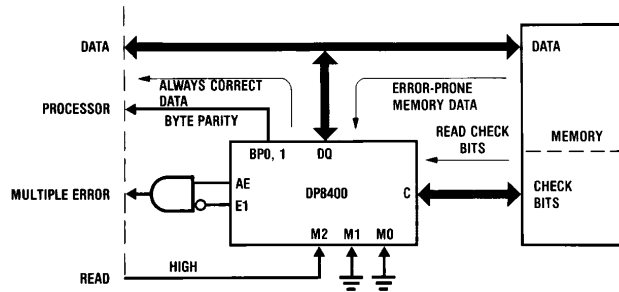 DATA
DATA
ALWAYS CORRECT
DATA
ERROR-PRONE
MEMORY DATA
PROCESSOR
BYTE PARITY
READ CHECK
BITS
MEMORY
BP0, 1
DQ
MULTIPLE ERROR
AE
E1
DP8400
C
CHECK
BITS
M2
M1
M0
READ
HIGH